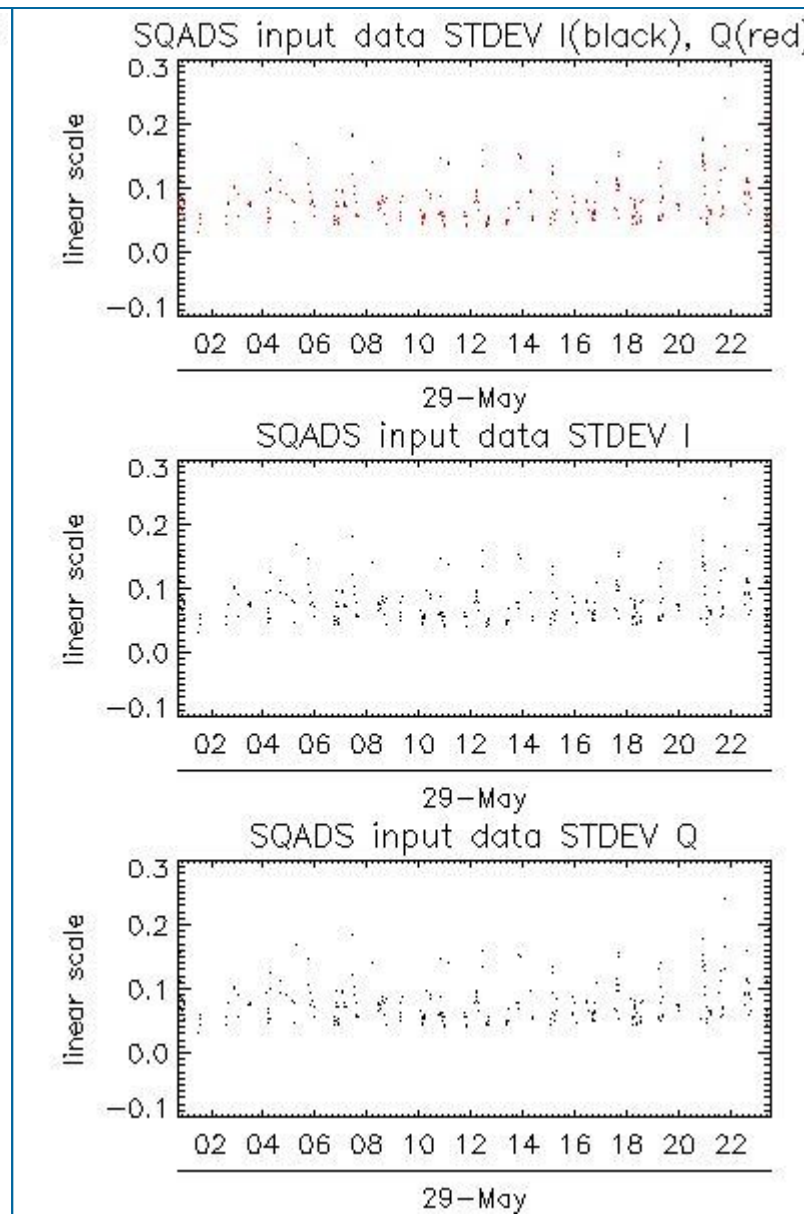 SQADS input data STDEV I(black), Q(red)
linear scale
0.3
0.2
0.1
0.0
−0.1
02 04 06 08 10 12 14 16 18 20 22
29−May
SQADS input data STDEV I
linear scale
0.3
0.2
0.1
0.0
−0.1
02 04 06 08 10 12 14 16 18 20 22
29−May
SQADS input data STDEV Q
linear scale
0.3
0.2
0.1
0.0
−0.1
02 04 06 08 10 12 14 16 18 20 22
29−May